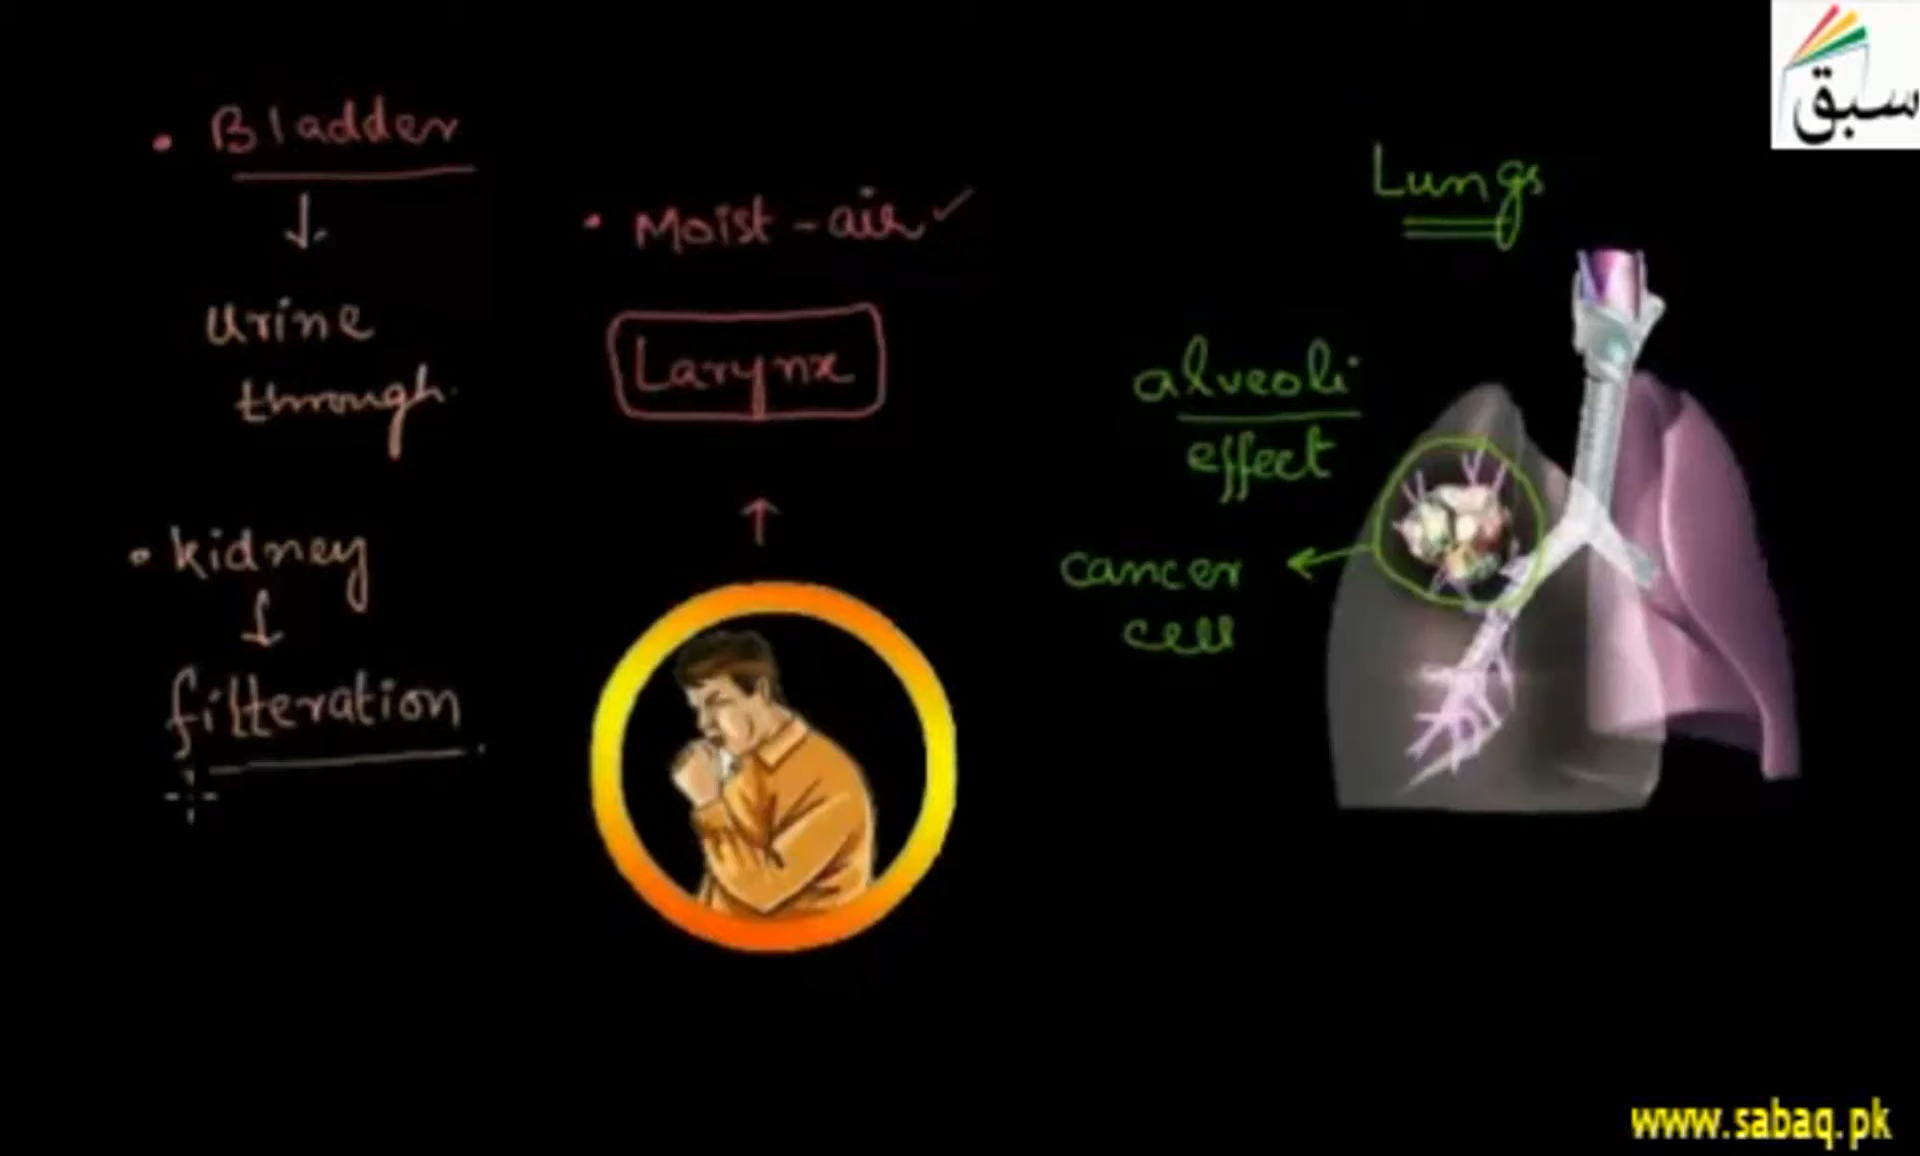 • Bladder
↓
urine
through.
• kidney
↓
filteration
• Moist-air ✓
Larynx
↑
Lungs
alveoli
effect
cancer
cell
سبق
www.sabaq.pk